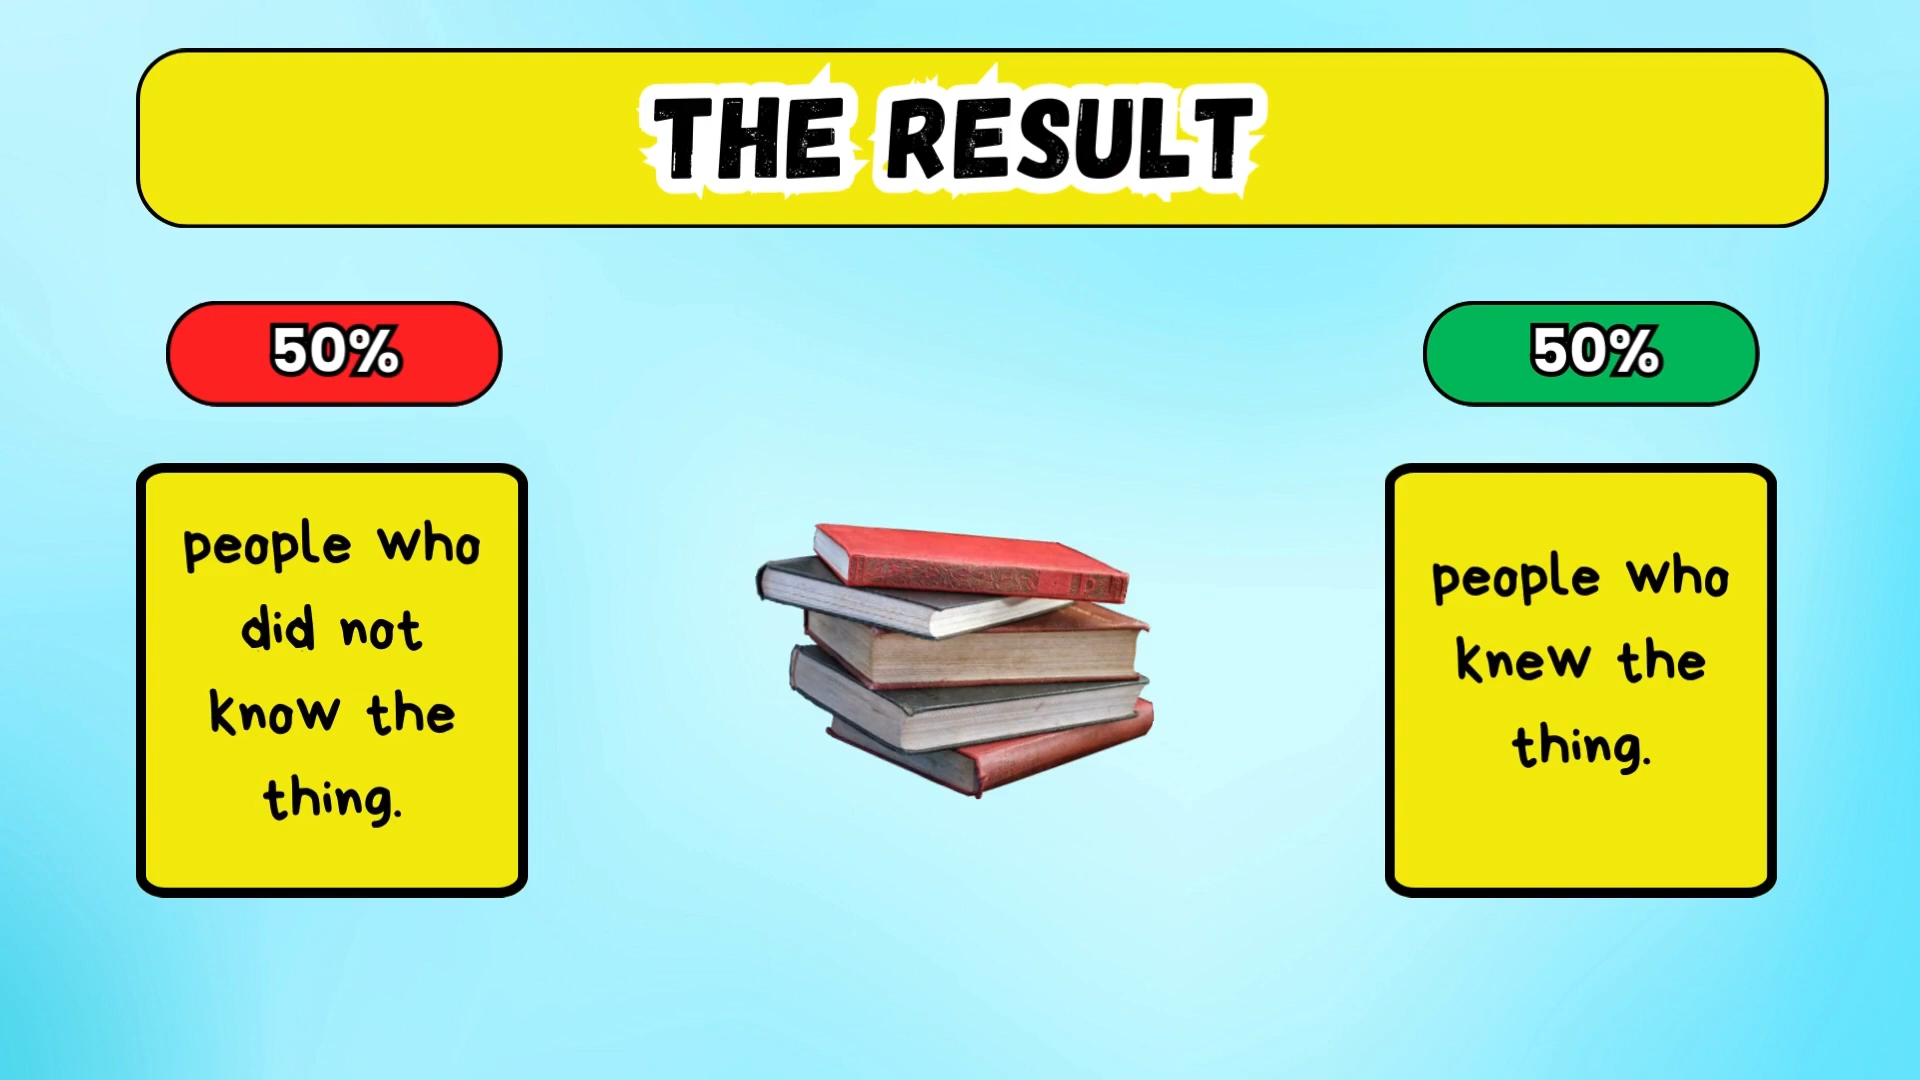 THE RESULT
50%
50%
people who
did not
know the
thing.
people who
knew the
thing.